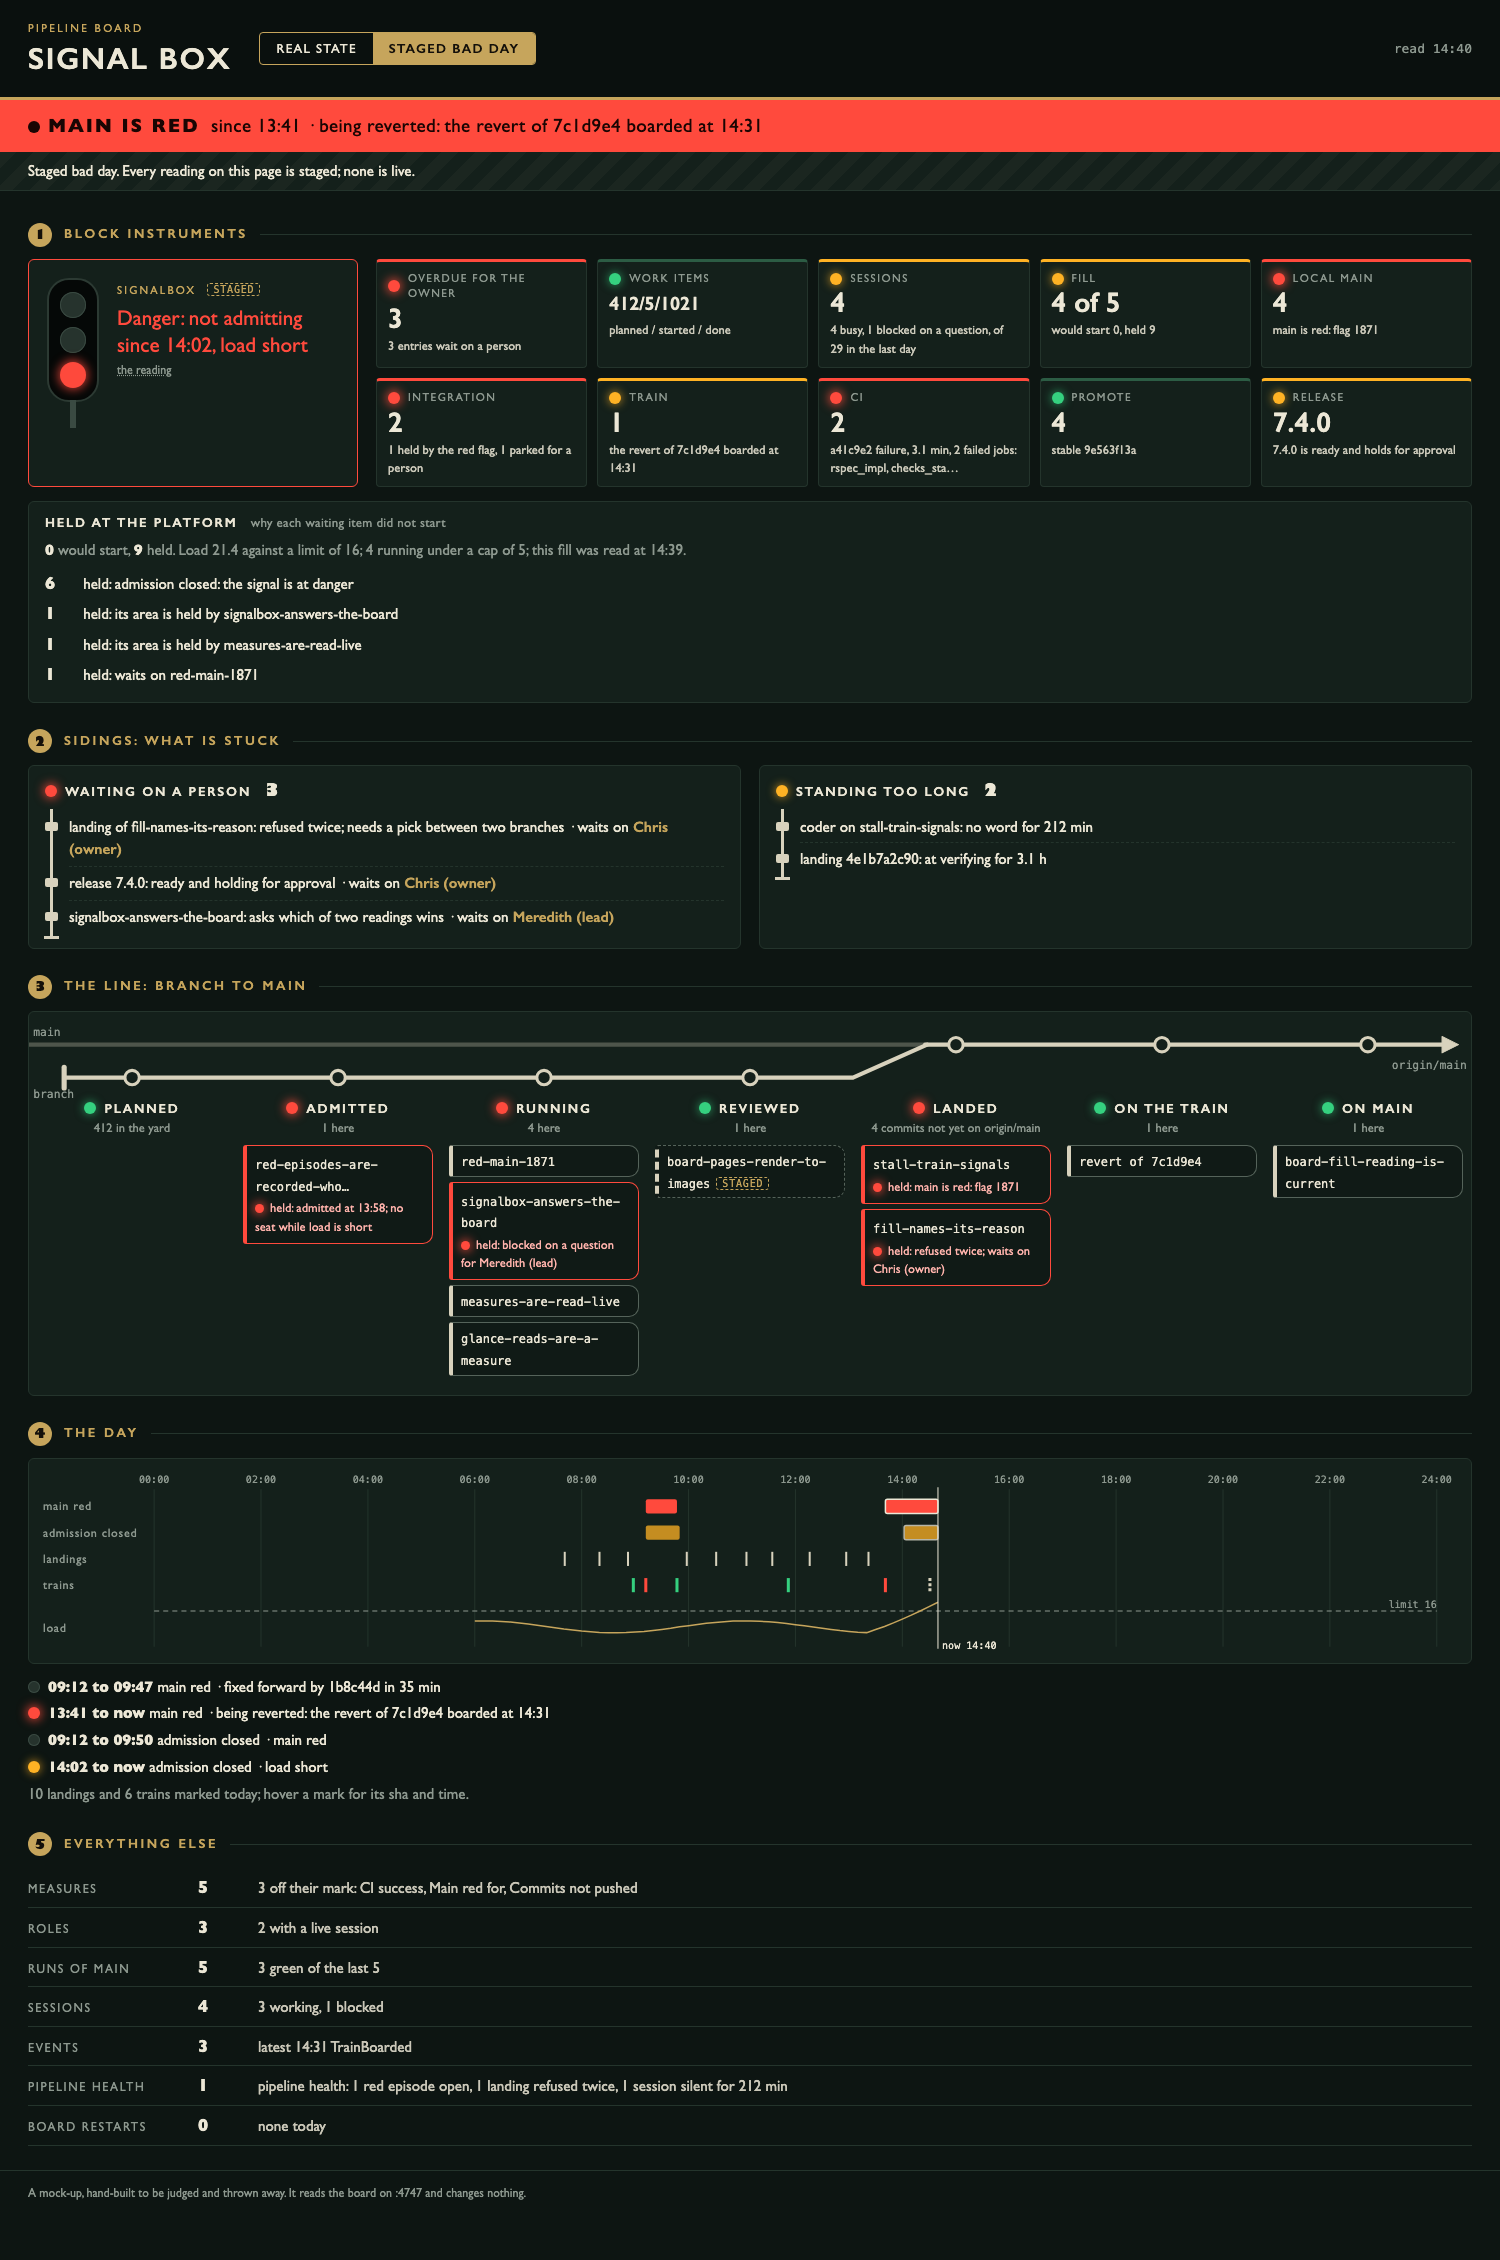 PIPELINE BOARD
SIGNAL BOX
REAL STATE
STAGED BAD DAY
read 14:40
MAIN IS RED since 13:41 · being reverted: the revert of 7c1d9e4 boarded at 14:31
Staged bad day. Every reading on this page is staged; none is live.
1 BLOCK INSTRUMENTS
SIGNALBOX STAGED
Danger: not admitting
since 14:02, load short
the reading
OVERDUE FOR THE
OWNER
3
3 entries wait on a person
WORK ITEMS
412/5/1021
planned / started / done
SESSIONS
4
4 busy, 1 blocked on a question, of
29 in the last day
FILL
4 of 5
would start 0, held 9
LOCAL MAIN
4
main is red: flag 1871
INTEGRATION
2
1 held by the red flag, 1 parked for a
person
TRAIN
1
the revert of 7c1d9e4 boarded at
14:31
CI
2
a41c9e2 failure, 3.1 min, 2 failed jobs:
rspec_impl, checks_sta…
PROMOTE
4
stable 9e563f13a
RELEASE
7.4.0
7.4.0 is ready and holds for approval
HELD AT THE PLATFORM why each waiting item did not start
0 would start, 9 held. Load 21.4 against a limit of 16; 4 running under a cap of 5; this fill was read at 14:39.
6 held: admission closed: the signal is at danger
1 held: its area is held by signalbox-answers-the-board
1 held: its area is held by measures-are-read-live
1 held: waits on red-main-1871
2 SIDINGS: WHAT IS STUCK
WAITING ON A PERSON 3
landing of fill-names-its-reason: refused twice; needs a pick between two branches · waits on Chris
(owner)
release 7.4.0: ready and holding for approval · waits on Chris (owner)
signalbox-answers-the-board: asks which of two readings wins · waits on Meredith (lead)
STANDING TOO LONG 2
coder on stall-train-signals: no word for 212 min
landing 4e1b7a2c90: at verifying for 3.1 h
3 THE LINE: BRANCH TO MAIN
main
origin/main
branch
PLANNED
412 in the yard
ADMITTED
1 here
red-episodes-are-
recorded-who…
held: admitted at 13:58; no
seat while load is short
RUNNING
4 here
red-main-1871
signalbox-answers-the-
board
held: blocked on a question
for Meredith (lead)
measures-are-read-live
glance-reads-are-a-
measure
REVIEWED
1 here
board-pages-render-to-
images STAGED
LANDED
4 commits not yet on origin/main
stall-train-signals
held: main is red: flag 1871
fill-names-its-reason
held: refused twice; waits on
Chris (owner)
ON THE TRAIN
1 here
revert of 7c1d9e4
ON MAIN
1 here
board-fill-reading-is-
current
4 THE DAY
00:00 02:00 04:00 06:00 08:00 10:00 12:00 14:00 16:00 18:00 20:00 22:00 24:00
main red
admission closed
landings
trains
limit 16
load
now 14:40
09:12 to 09:47 main red · fixed forward by 1b8c44d in 35 min
13:41 to now main red · being reverted: the revert of 7c1d9e4 boarded at 14:31
09:12 to 09:50 admission closed · main red
14:02 to now admission closed · load short
10 landings and 6 trains marked today; hover a mark for its sha and time.
5 EVERYTHING ELSE
MEASURES 5 3 off their mark: CI success, Main red for, Commits not pushed
ROLES 3 2 with a live session
RUNS OF MAIN 5 3 green of the last 5
SESSIONS 4 3 working, 1 blocked
EVENTS 3 latest 14:31 TrainBoarded
PIPELINE HEALTH 1 pipeline health: 1 red episode open, 1 landing refused twice, 1 session silent for 212 min
BOARD RESTARTS 0 none today
A mock-up, hand-built to be judged and thrown away. It reads the board on :4747 and changes nothing.